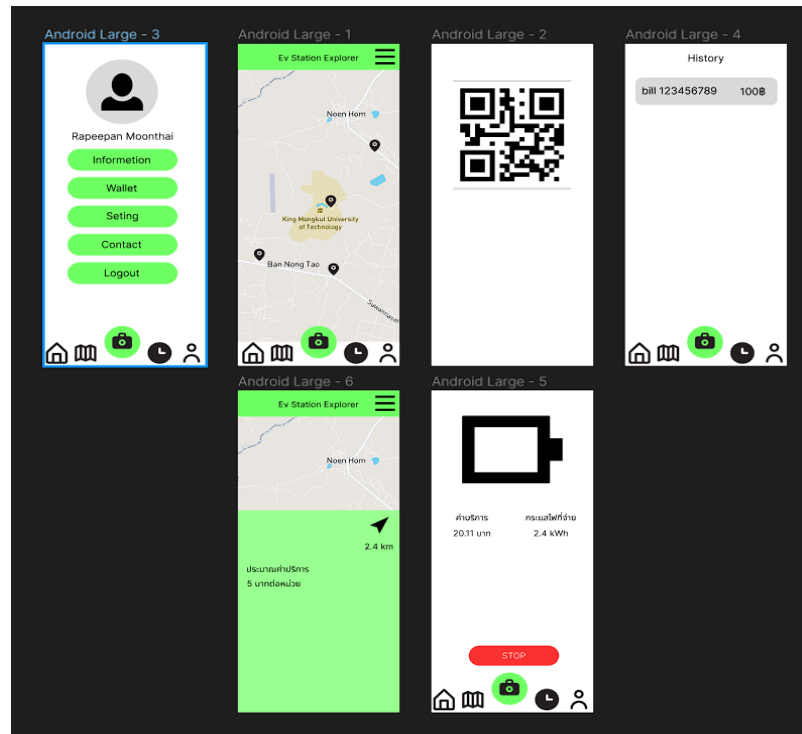 Android Large - 3
Rapeepan Moonthai
Informetion
Wallet
Seting
Contact
Logout
Android Large - 1
Ev Station Explorer
Noen Hom
King Mongkut University
of Technology
Ban Nong Tao
Suwannasorn
Android Large - 2
Android Large - 4
History
bill 123456789 100฿
Android Large - 6
Ev Station Explorer
Noen Hom
2.4 km
ประมาณค่าบริการ
5 บาทต่อหน่วย
Android Large - 5
ค่าบริการ กระแสไฟที่จ่าย
20.11 บาท 2.4 kWh
STOP